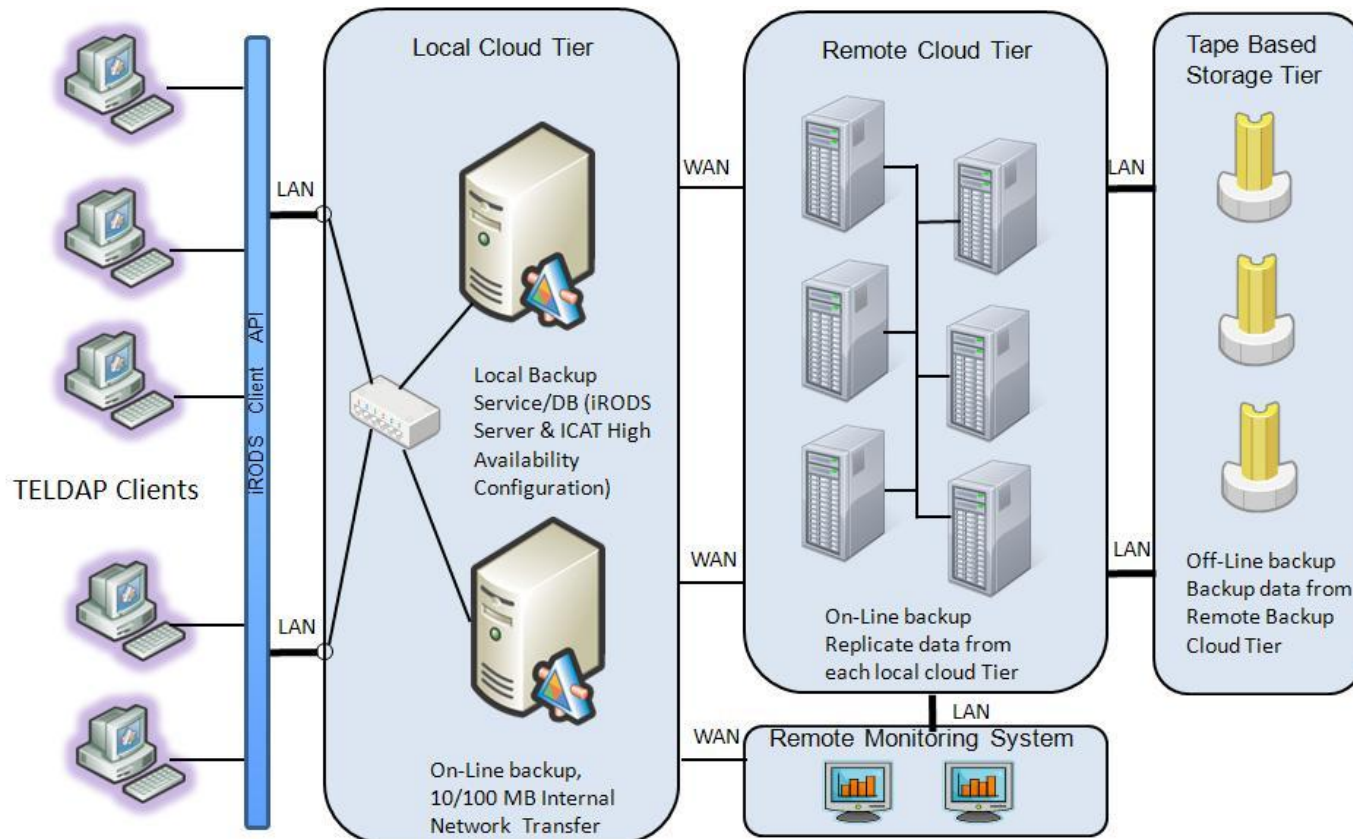 TELDAP Clients
iRODS Client API
LAN
LAN
Local Cloud Tier
Local Backup
Service/DB (iRODS
Server & ICAT High
Availability
Configuration)
On-Line backup,
10/100 MB Internal
Network Transfer
WAN
WAN
WAN
Remote Cloud Tier
On-Line backup
Replicate data from
each local cloud Tier
LAN
Remote Monitoring System
LAN
LAN
Tape Based
Storage Tier
Off-Line backup
Backup data from
Remote Backup
Cloud Tier